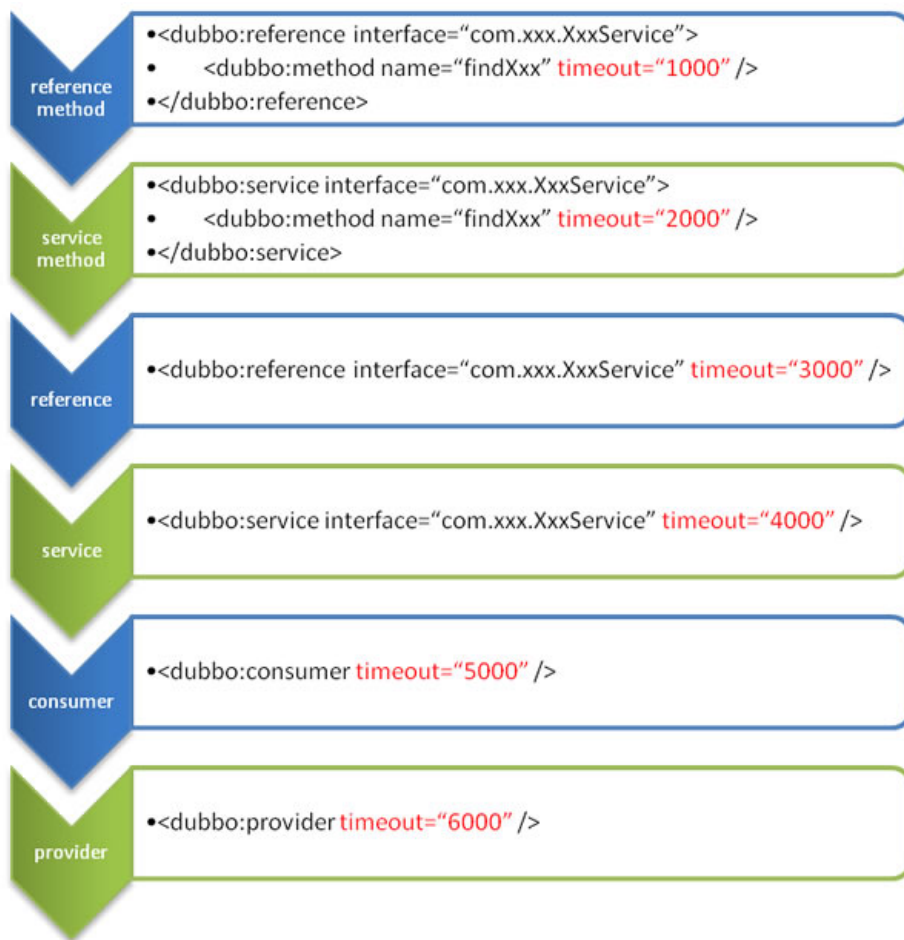 reference
method
•<dubbo:reference interface=“com.xxx.XxxService”>
• <dubbo:method name=“findXxx” timeout=“1000” />
•</dubbo:reference>
service
method
•<dubbo:service interface=“com.xxx.XxxService”>
• <dubbo:method name=“findXxx” timeout=“2000” />
•</dubbo:service>
reference
•<dubbo:reference interface=“com.xxx.XxxService” timeout=“3000” />
service
•<dubbo:service interface=“com.xxx.XxxService” timeout=“4000” />
consumer
•<dubbo:consumer timeout=“5000” />
provider
•<dubbo:provider timeout=“6000” />